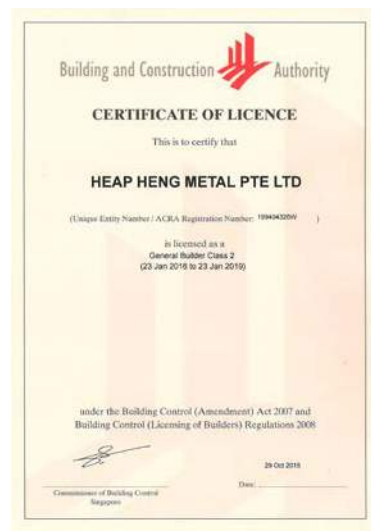 Building and Construction Authority
CERTIFICATE OF LICENCE
This is to certify that
HEAP HENG METAL PTE LTD
(Unique Entity Number / ACRA Registration Number: 199404326W )
is licensed as a
General Builder Class 2
(23 Jan 2016 to 23 Jan 2019)
under the Building Control (Amendment) Act 2007 and
Building Control (Licensing of Builders) Regulations 2008
29 Oct 2015
Commissioner of Building Control
Date:
Singapore